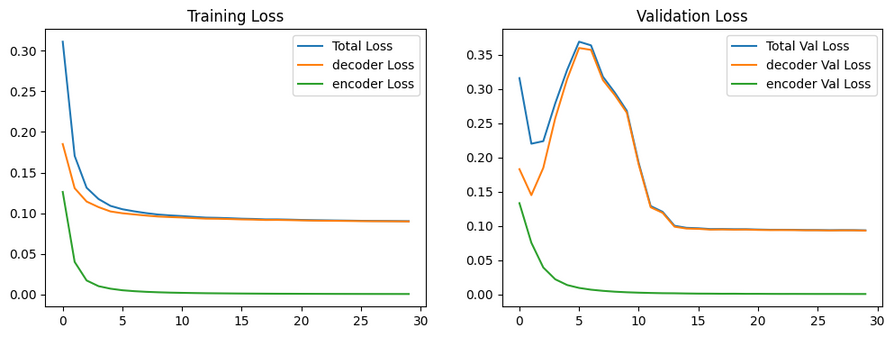 Training Loss
Total Loss
decoder Loss
encoder Loss
0.30
0.25
0.20
0.15
0.10
0.05
0.00
0 5 10 15 20 25 30
Validation Loss
Total Val Loss
decoder Val Loss
encoder Val Loss
0.35
0.30
0.25
0.20
0.15
0.10
0.05
0.00
0 5 10 15 20 25 30